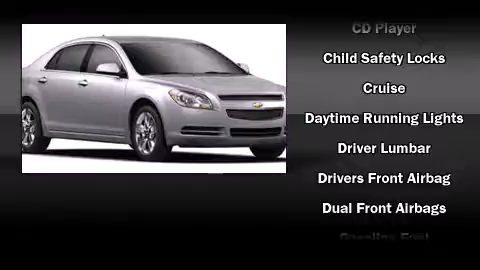 CD Player
Child Safety Locks
Cruise
Daytime Running Lights
Driver Lumbar
Drivers Front Airbag
Dual Front Airbags